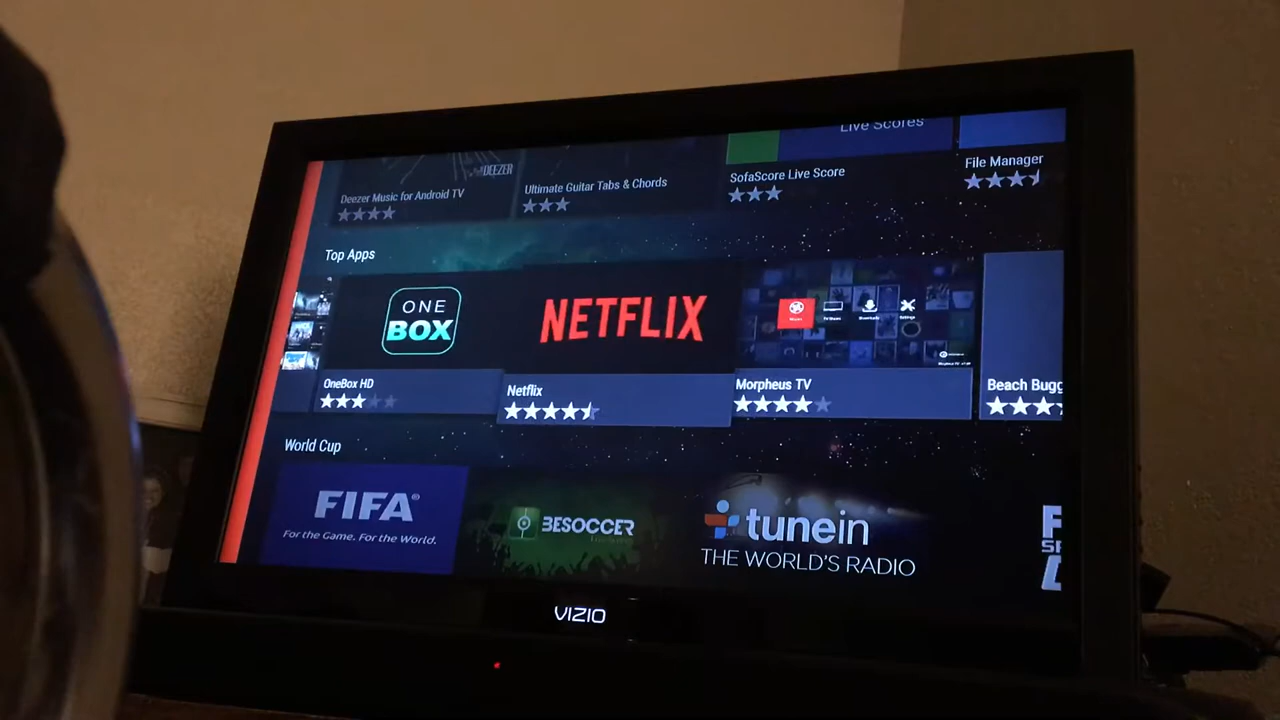 DEEZER
Live Scores
Deezer Music for Android TV
Ultimate Guitar Tabs & Chords
SofaScore Live Score
File Manager
Top Apps
ONE
BOX
NETFLIX
OneBox HD
Netflix
Morpheus TV
Beach Bugg
World Cup
FIFA®
For the Game. For the World.
BESOCCER
tunein
THE WORLD'S RADIO
F
VIZIO